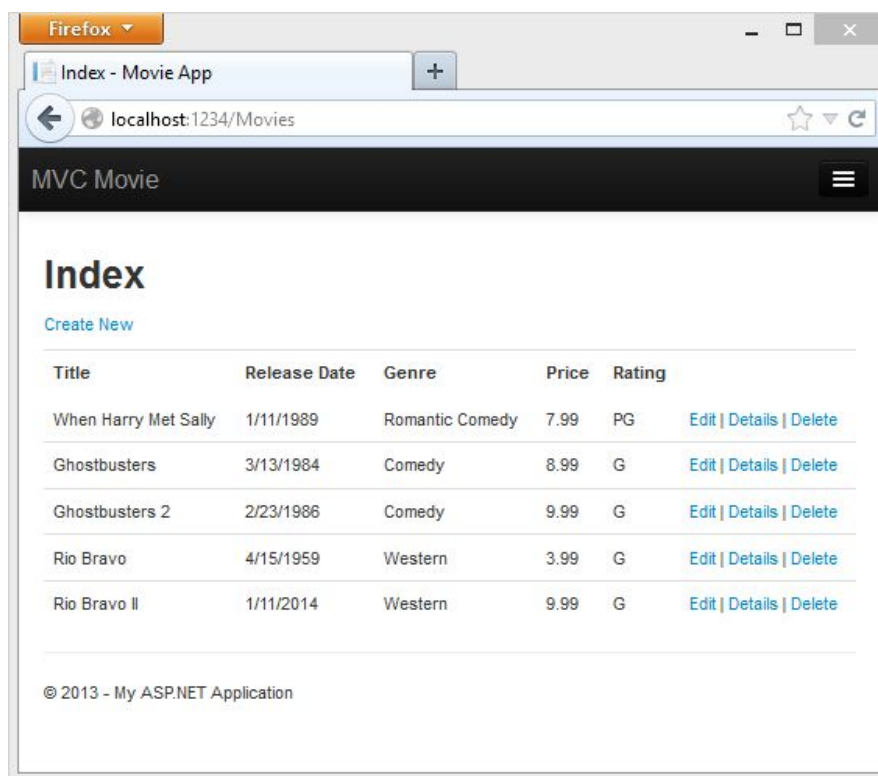 Firefox
Index - Movie App
localhost:1234/Movies
MVC Movie
Index
Create New
Title Release Date Genre Price Rating
When Harry Met Sally 1/11/1989 Romantic Comedy 7.99 PG Edit | Details | Delete
Ghostbusters 3/13/1984 Comedy 8.99 G Edit | Details | Delete
Ghostbusters 2 2/23/1986 Comedy 9.99 G Edit | Details | Delete
Rio Bravo 4/15/1959 Western 3.99 G Edit | Details | Delete
Rio Bravo II 1/11/2014 Western 9.99 G Edit | Details | Delete
© 2013 - My ASP.NET Application